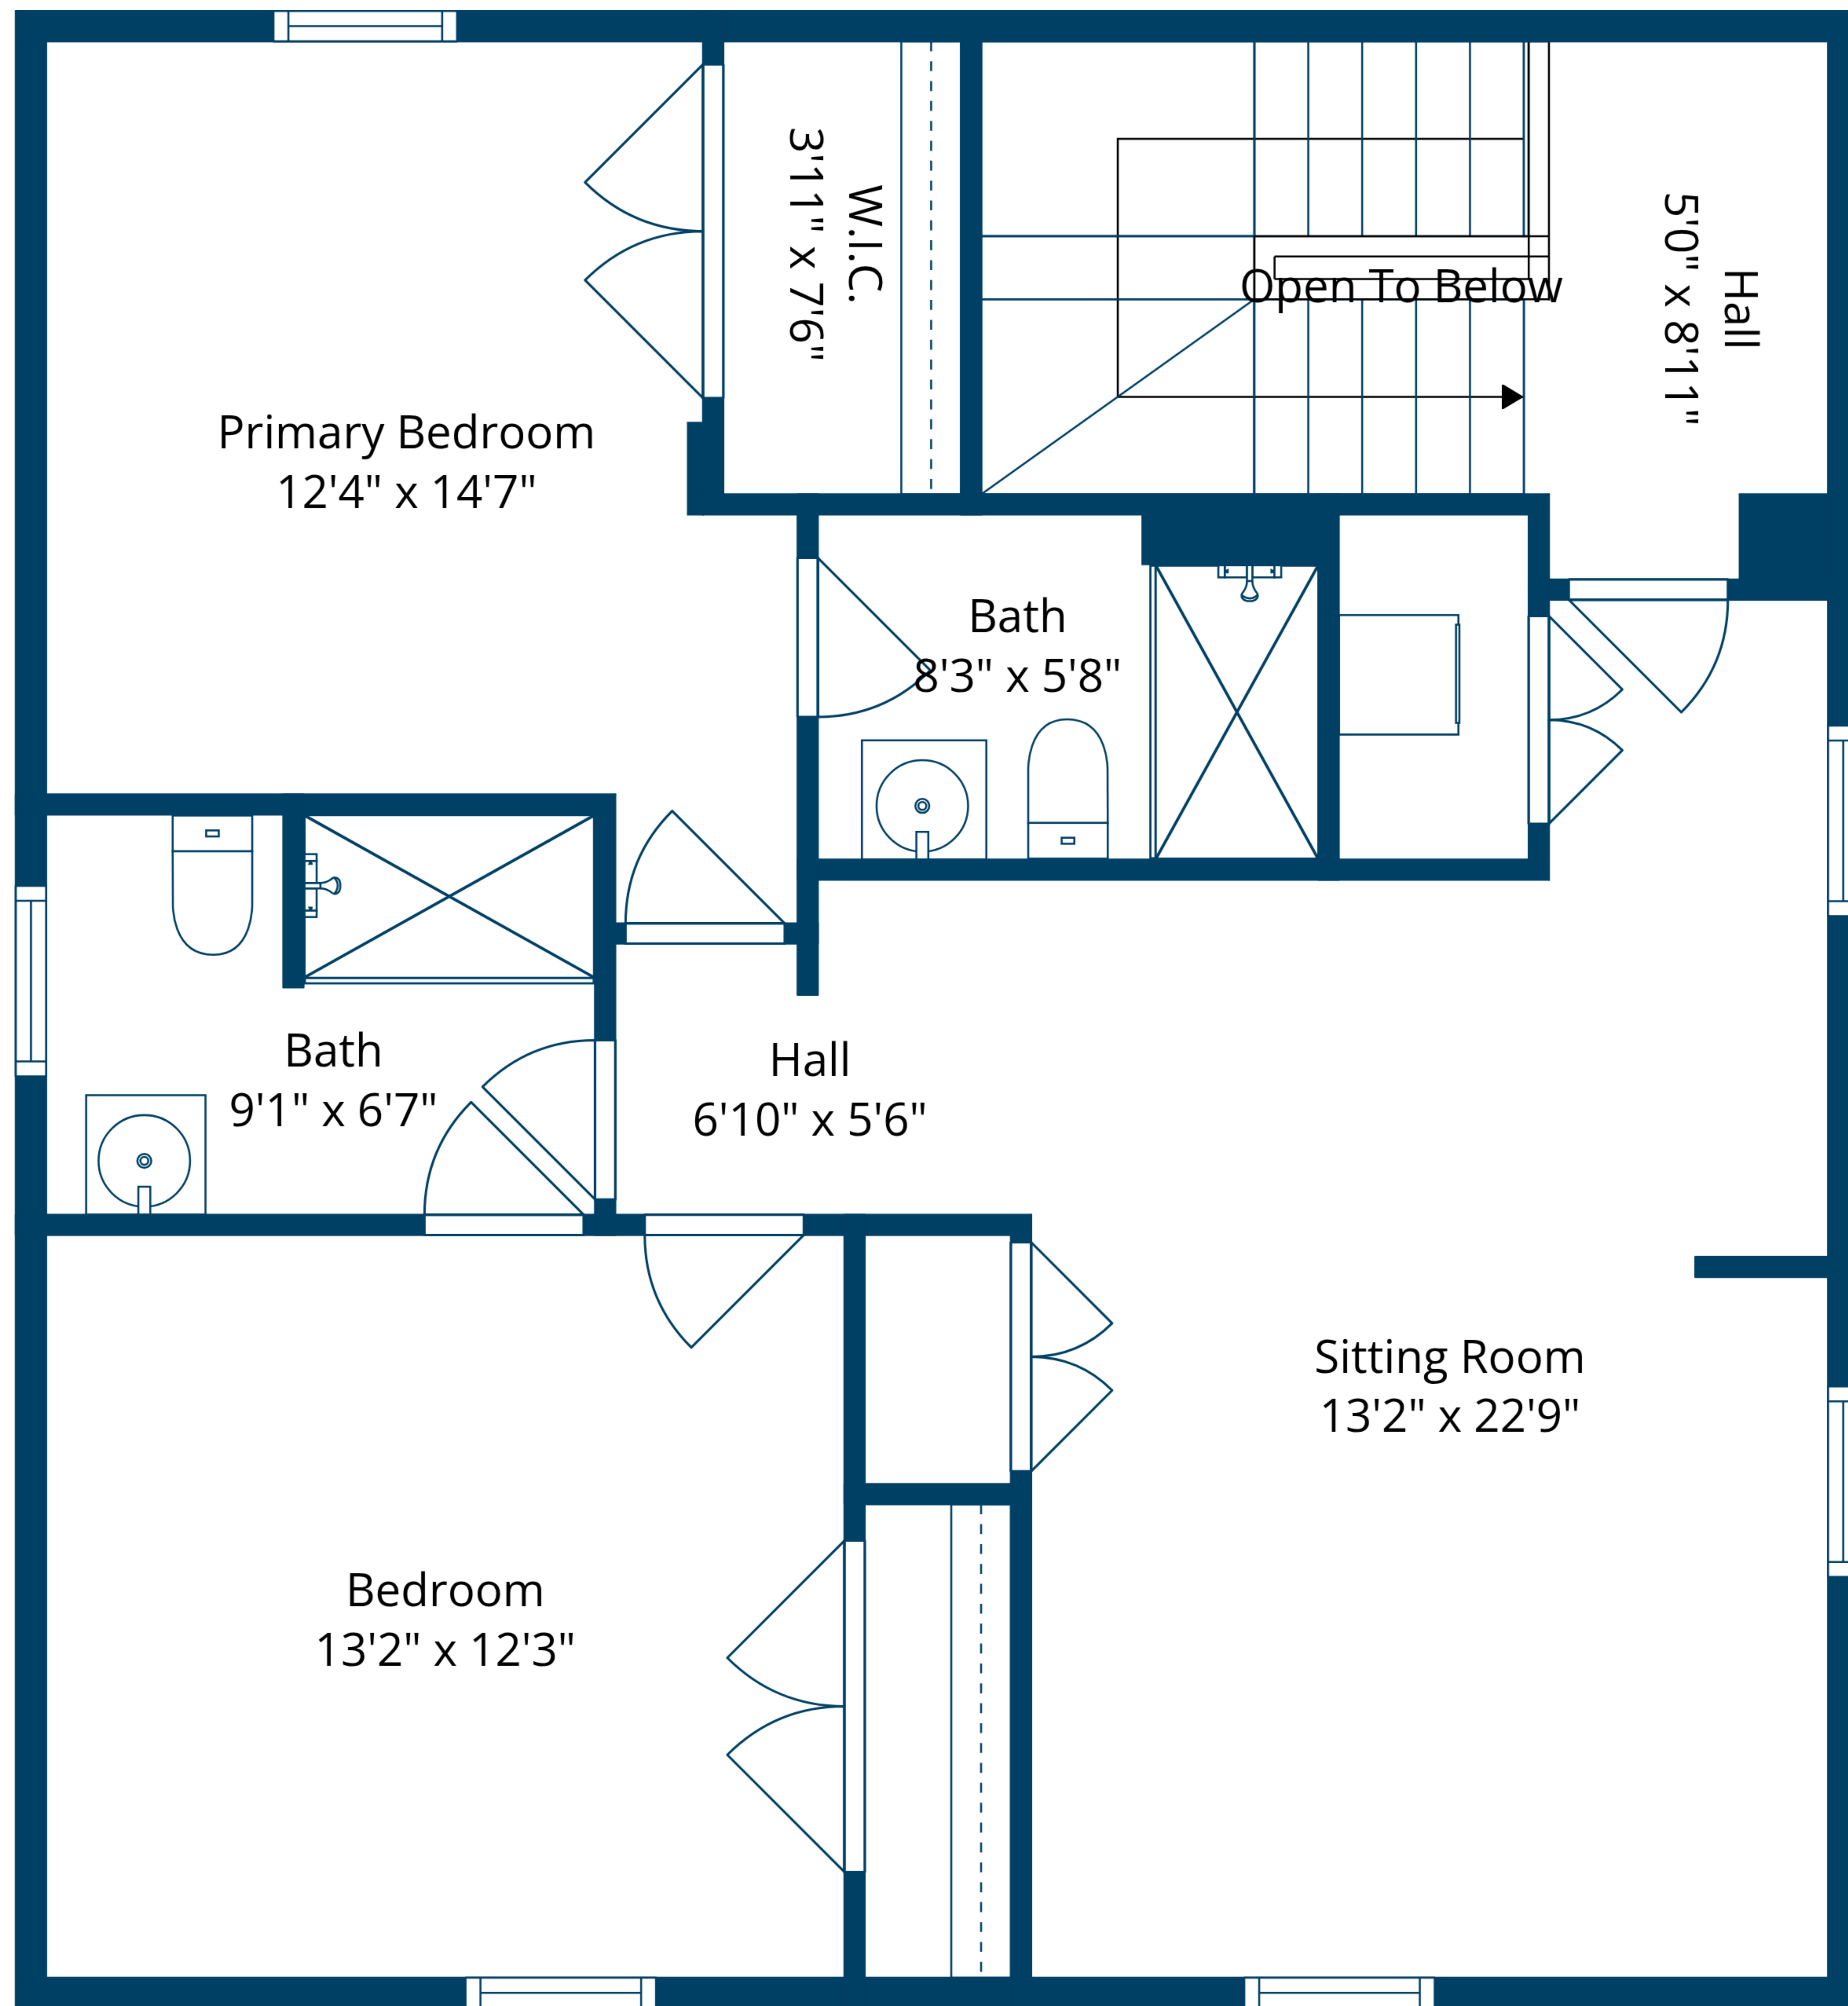 W.I.C.
3'11" x 7'6"
Open To Below
Hall
5'0" x 8'11"
Primary Bedroom
12'4" x 14'7"
Bath
8'3" x 5'8"
Bath
9'1" x 6'7"
Hall
6'10" x 5'6"
Sitting Room
13'2" x 22'9"
Bedroom
13'2" x 12'3"